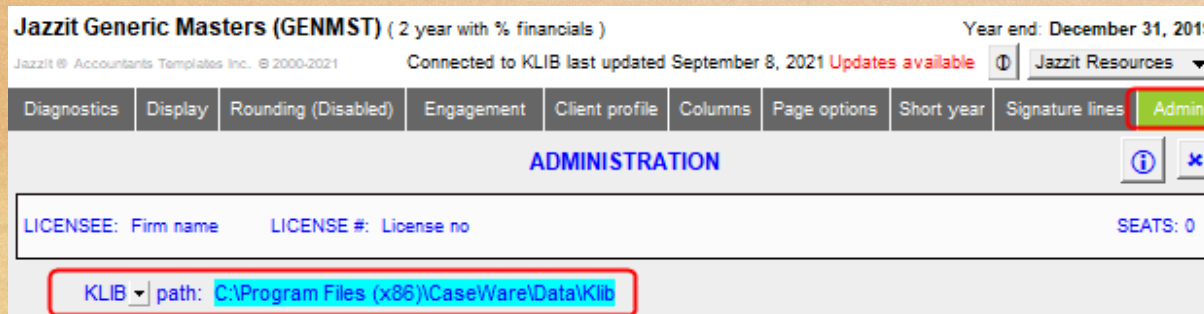 Jazzit Generic Masters (GENMST) ( 2 year with % financials ) Year end: December 31, 2019
Jazzit ® Accountants Templates Inc. © 2000-2021 Connected to KLIB last updated September 8, 2021 Updates available Jazzit Resources
Diagnostics Display Rounding (Disabled) Engagement Client profile Columns Page options Short year Signature lines Admin
ADMINISTRATION
LICENSEE: Firm name LICENSE #: License no SEATS: 0
KLIB path: C:\Program Files (x86)\CaseWare\Data\Klib